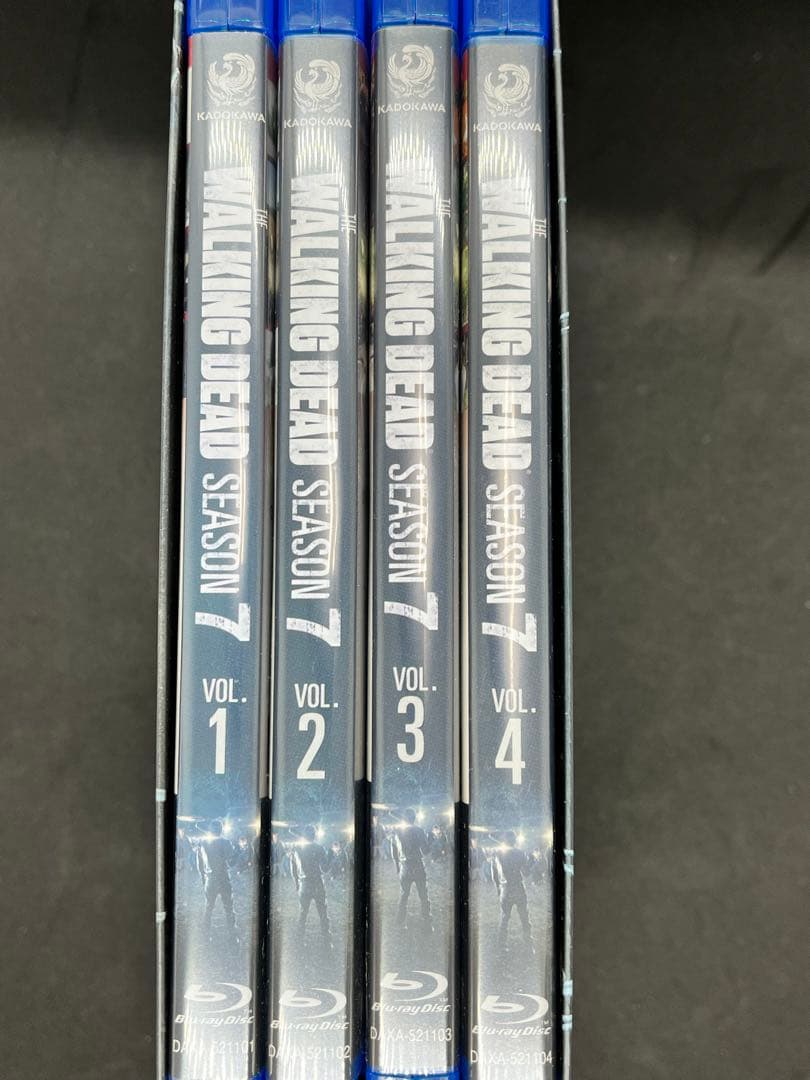 KADOKAWA
THE
WALKING DEAD
SEASON 7
VOL.
1
Blu-ray Disc
DAXA-521101
KADOKAWA
THE
WALKING DEAD
SEASON 7
VOL.
2
Blu-ray Disc
DAXA-521102
KADOKAWA
THE
WALKING DEAD
SEASON 7
VOL.
3
Blu-ray Disc
DAXA-521103
KADOKAWA
THE
WALKING DEAD
SEASON 7
VOL.
4
Blu-ray Disc
DAXA-521104